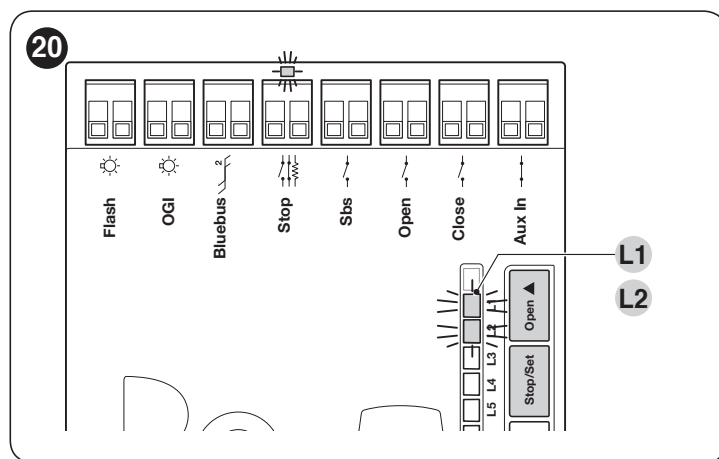 20
2
Flash
OGI
Bluebus
Stop
Sbs
Open
Close
Aux In
L1
L2
L3
L4
L5
Open ▲
Stop/Set
L1
L2